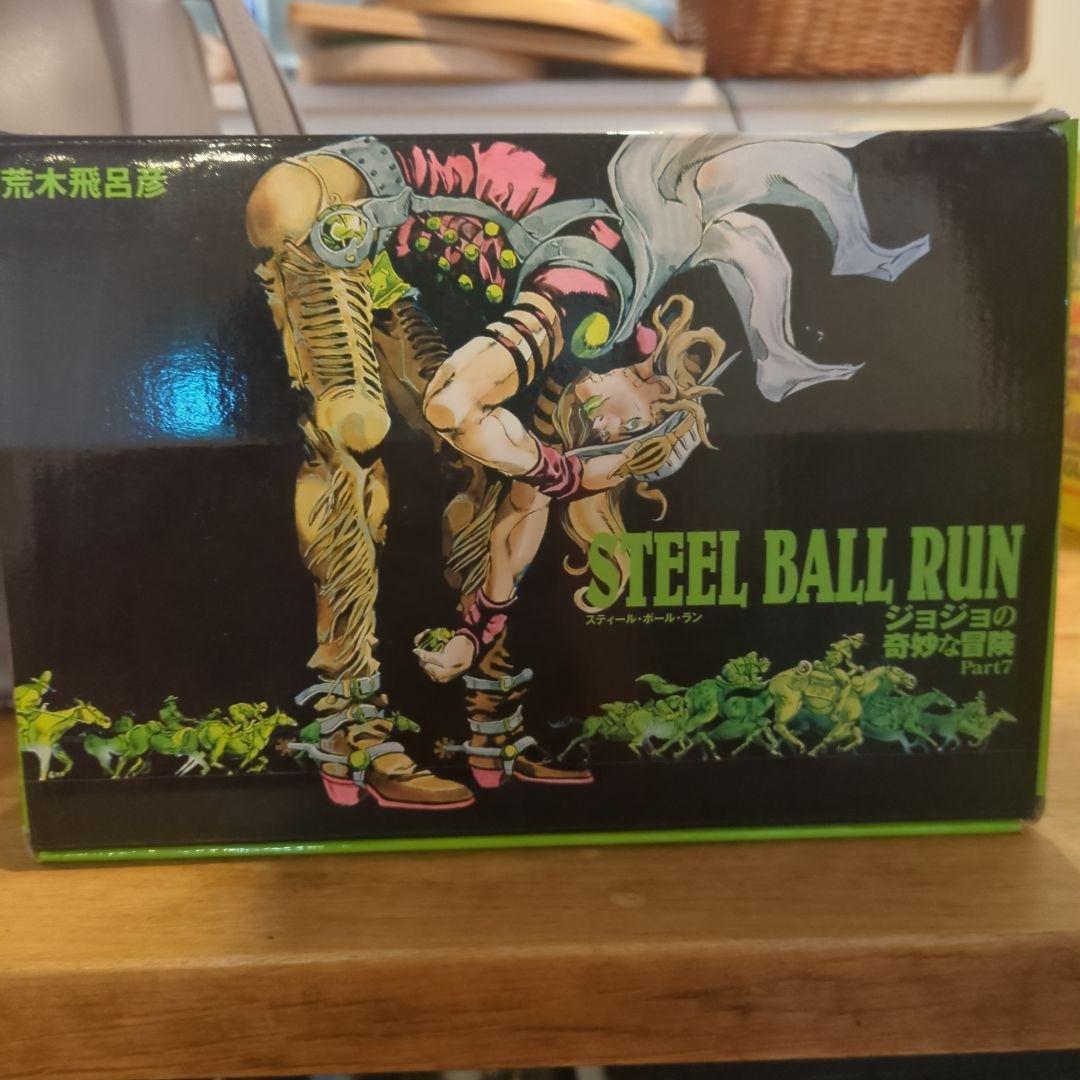 荒木飛呂彦
STEEL BALL RUN
スティール・ボール・ラン
ジョジョの
奇妙な冒険
Part7